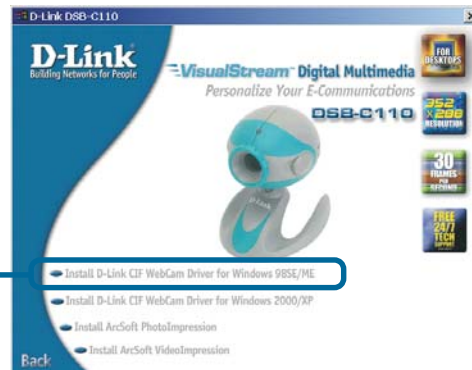 D-Link DSB-C110
D-Link
Building Networks for People
VisualStream™ Digital Multimedia
Personalize Your E-Communications
DSB-C110
FOR
DESKTOPS
352
X 288
RESOLUTION
30
FRAMES
PER
SECOND
FREE
24/7
TECH
SUPPORT
D-Link
Install D-Link CIF WebCam Driver for Windows 98SE/ME
Install D-Link CIF WebCam Driver for Windows 2000/XP
Install ArcSoft PhotoImpression
Install ArcSoft VideoImpression
Back